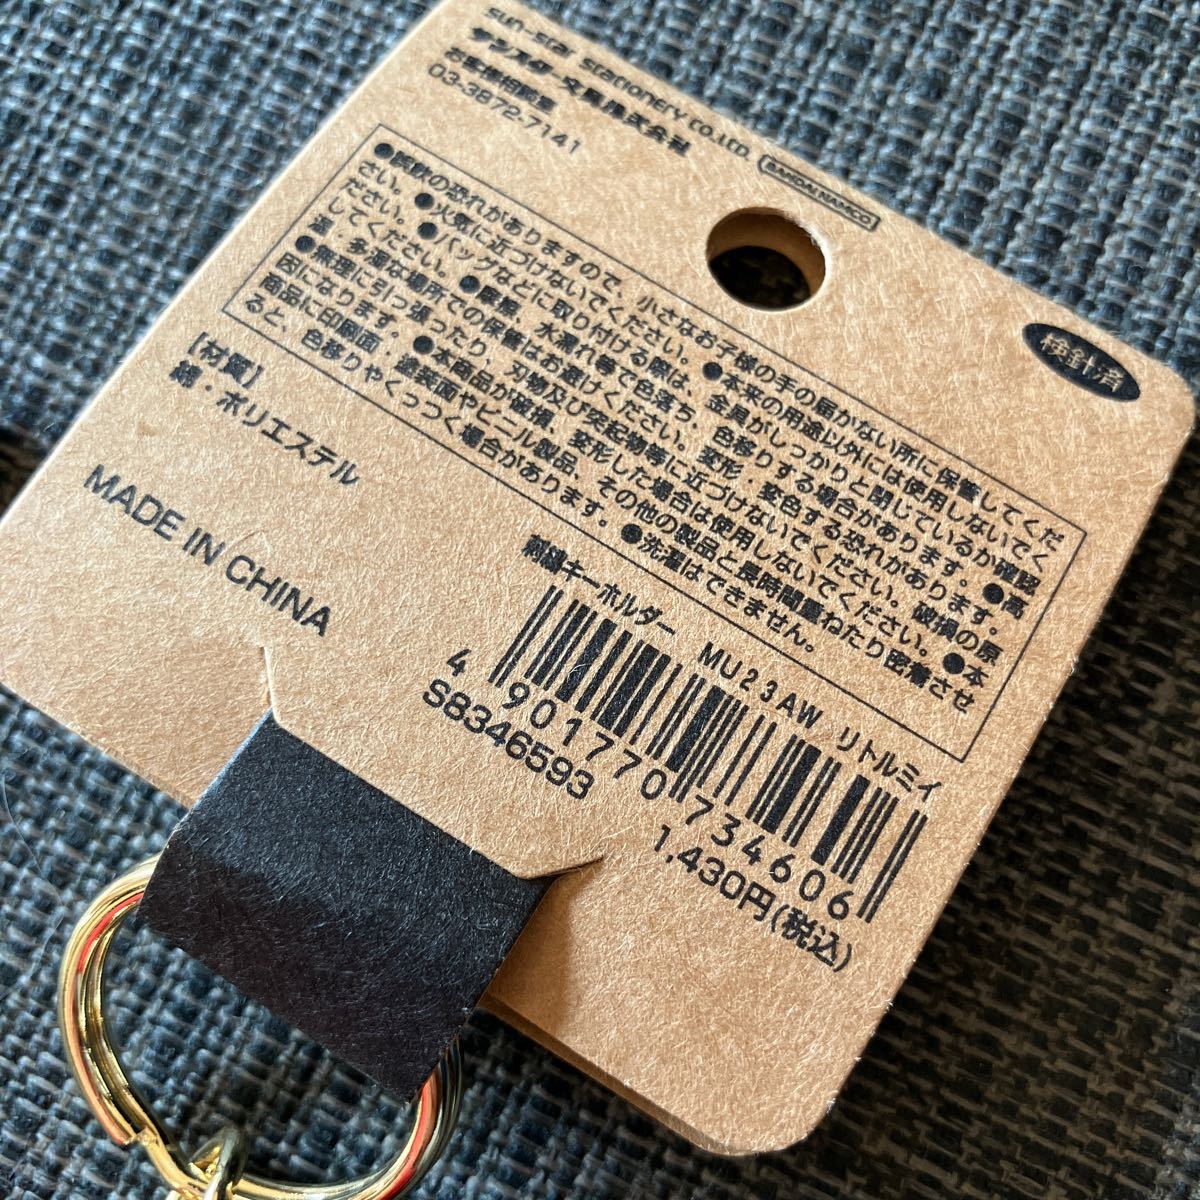 sun-star stationery CO.,LTD. BANDAI NAMCO
サンスター文具株式会社
お客様相談室
03-3872-7141
検針済
●誤飲の恐れがありますので、小さなお子様の手の届かない所に保管してくだ
さい。●火気に近づけないでください。●本来の用途以外には使用しないでく
ださい。●バッグなどに取り付ける際は、金具がしっかりと閉じているか確認
してください。●摩擦、水濡れ等で色落ち、色移りする場合があります。●高
温・多湿な場所での保管はお避けください。変形・変色する恐れがあります。
●無理に引っ張ったり、刃物及び突起物等に近づけないでください。破損の原
因になります。●本商品が破損、変形した場合は使用しないでください。●本
商品に印刷面・塗装面やビニル製品、その他の製品と長時間重ねたり密着させ
ると、色移りやくっつく場合があります。●洗濯はできません。
【材質】
綿・ポリエステル
MADE IN CHINA
刺繍キーホルダー MU23AW リトルミイ
4 901770 734606
S8346593
1,430円(税込)